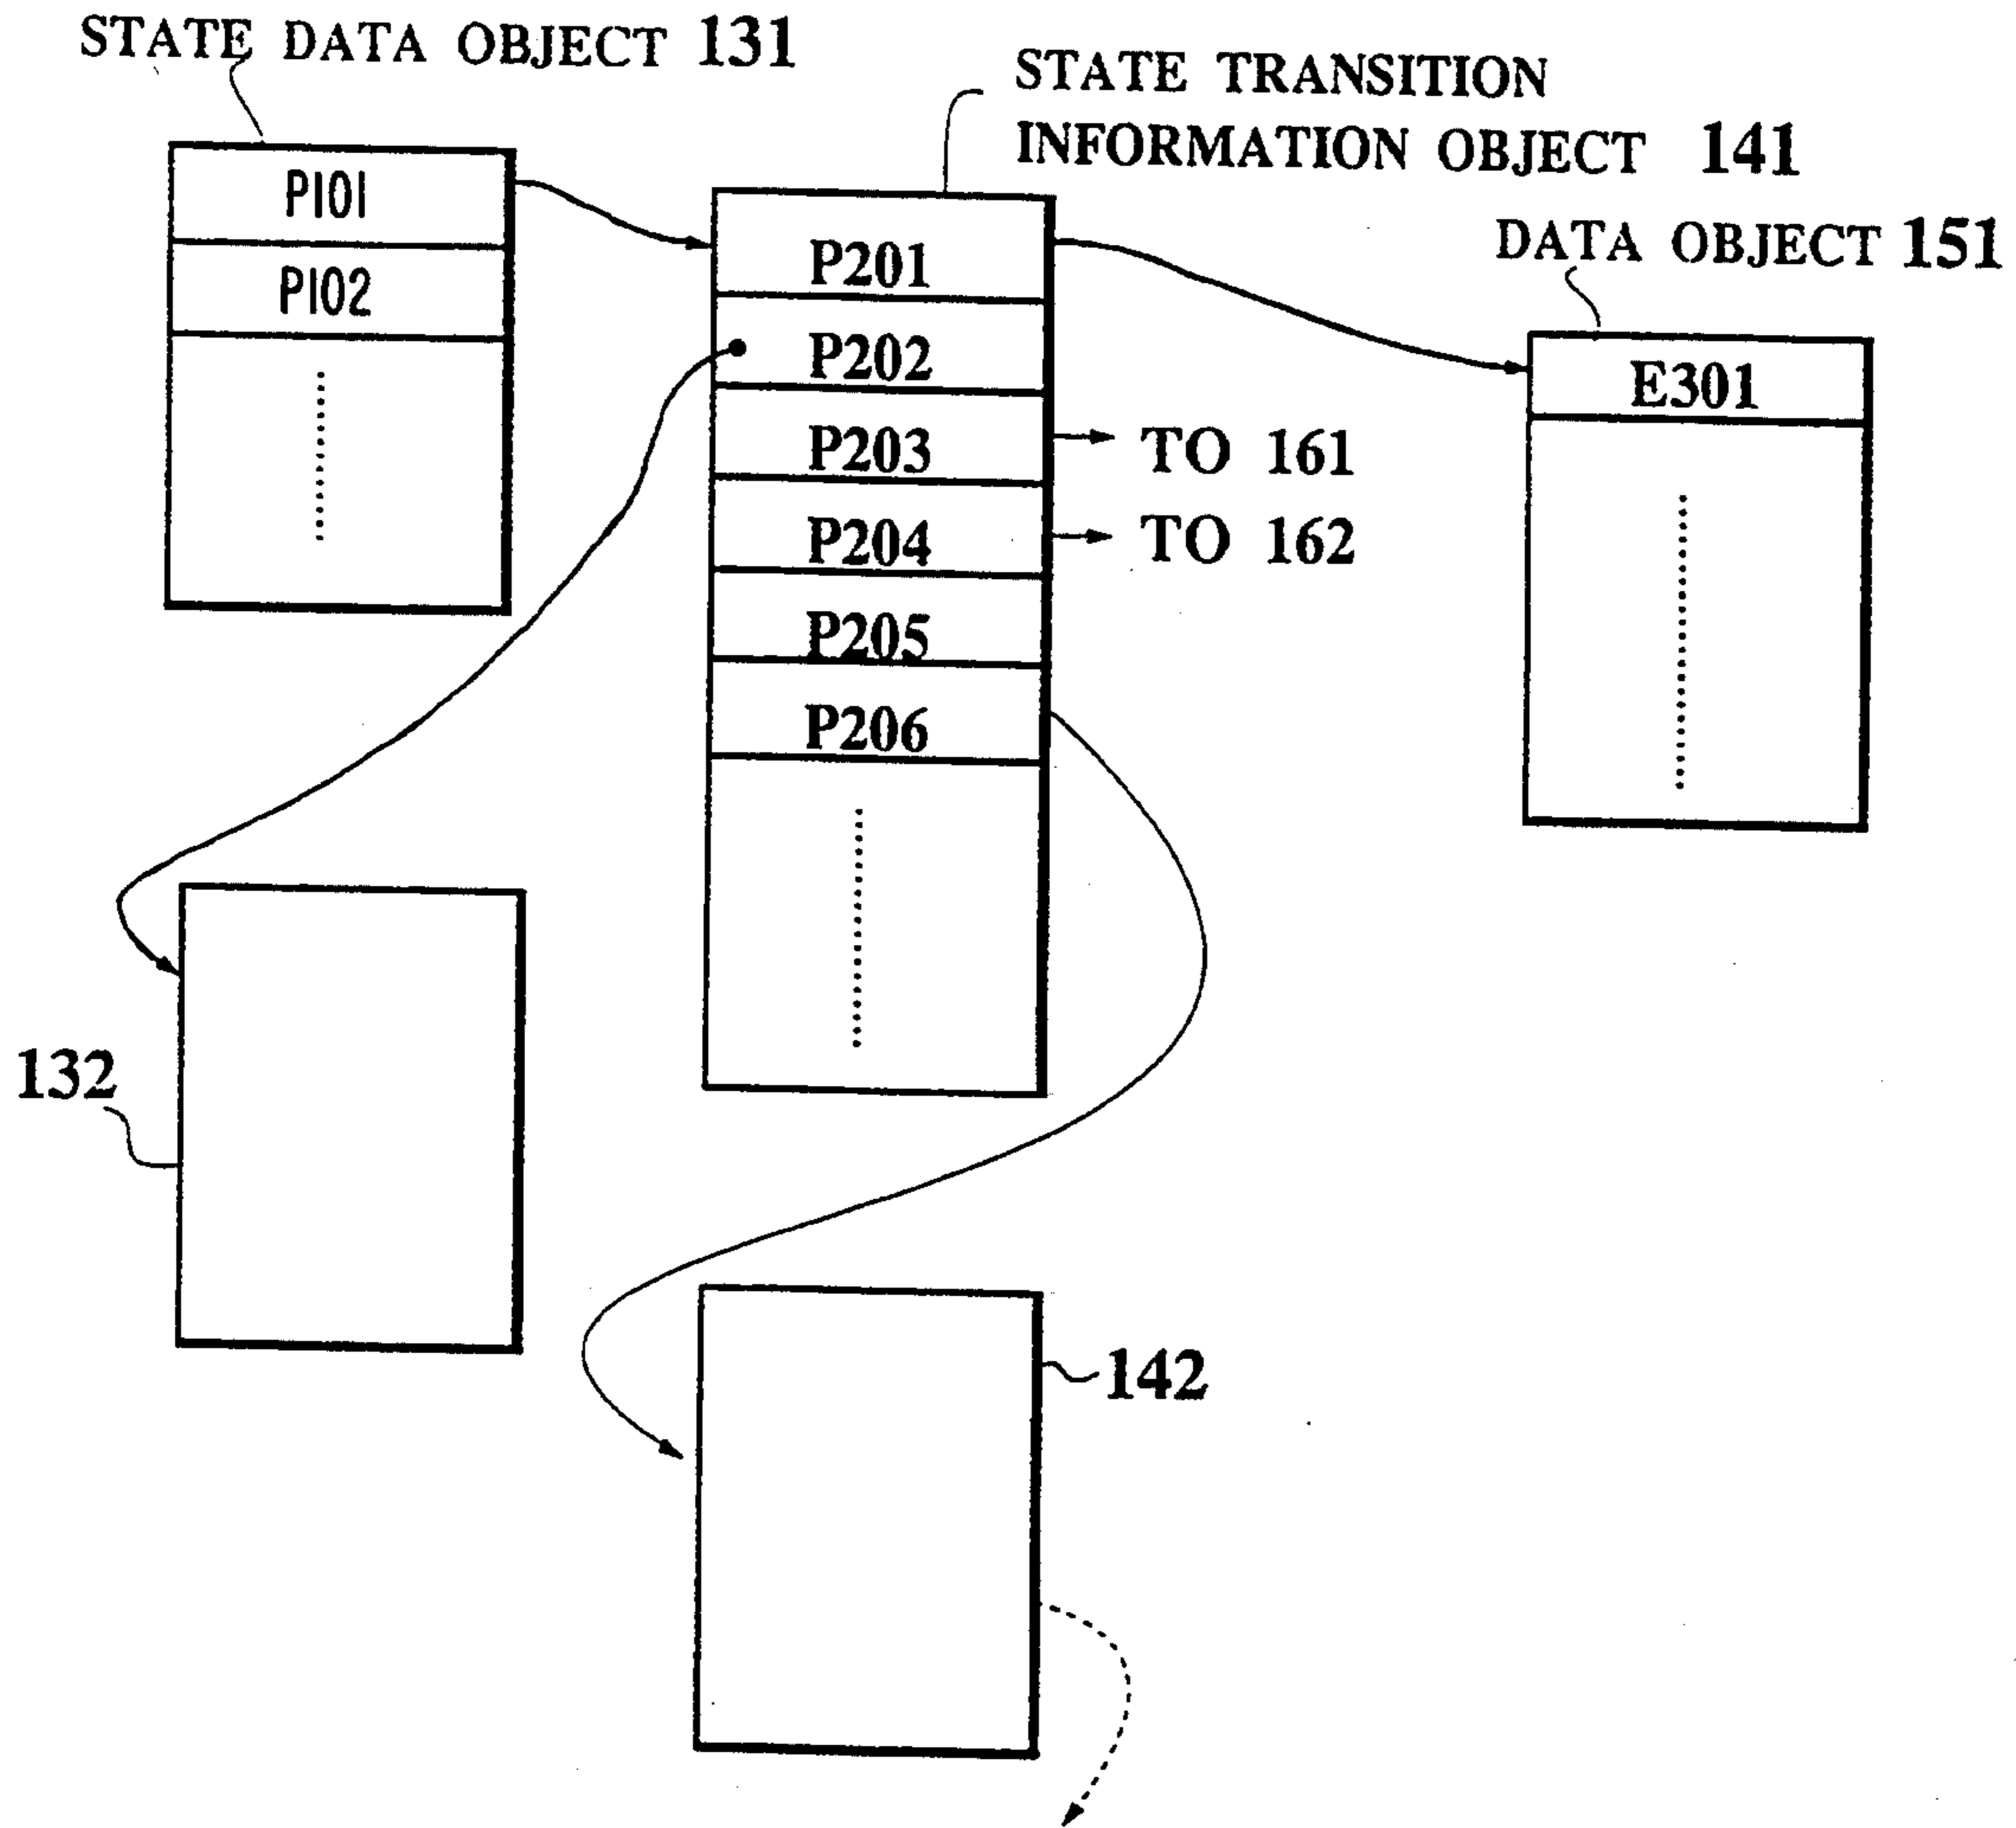 STATE DATA OBJECT 131
STATE TRANSITION
INFORMATION OBJECT 141
DATA OBJECT 151
P101
P102
P201
P202
P203
P204
P205
P206
TO 161
TO 162
E301
132
142